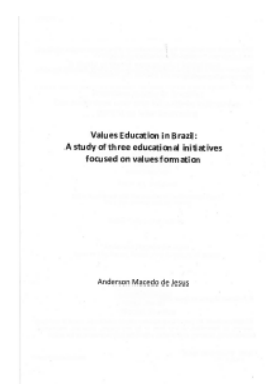 Values Education in Brazil:
A study of three educational initiatives
focused on values formation
Anderson Macedo de Jesus